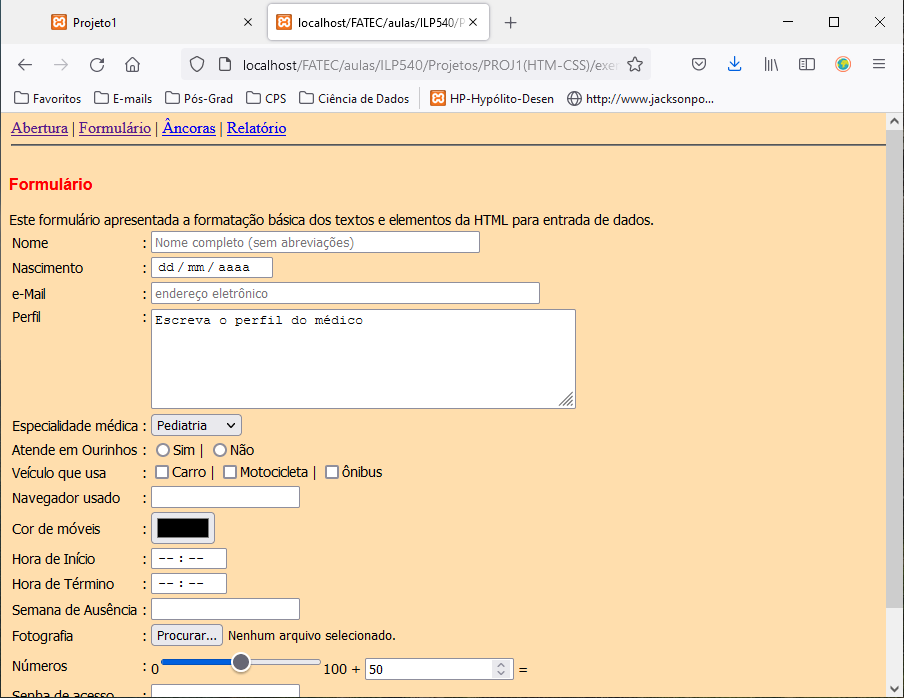 Projeto1
localhost/FATEC/aulas/ILP540/P
localhost/FATEC/aulas/ILP540/Projetos/PROJ1(HTM-CSS)/exer
Favoritos E-mails Pós-Grad CPS Ciência de Dados HP-Hypólito-Desen http://www.jacksonpo...
Abertura | Formulário | Âncoras | Relatório
Formulário
Este formulário apresentada a formatação básica dos textos e elementos da HTML para entrada de dados.
Nome : Nome completo (sem abreviações)
Nascimento : dd / mm / aaaa
e-Mail : endereço eletrônico
Perfil : Escreva o perfil do médico
Especialidade médica : Pediatria
Atende em Ourinhos : Sim | Não
Veículo que usa : Carro | Motocicleta | ônibus
Navegador usado :
Cor de móveis :
Hora de Início : -- : --
Hora de Término : -- : --
Semana de Ausência :
Fotografia : Procurar... Nenhum arquivo selecionado.
Números : 0 100 + 50 =
Senha de acesso :